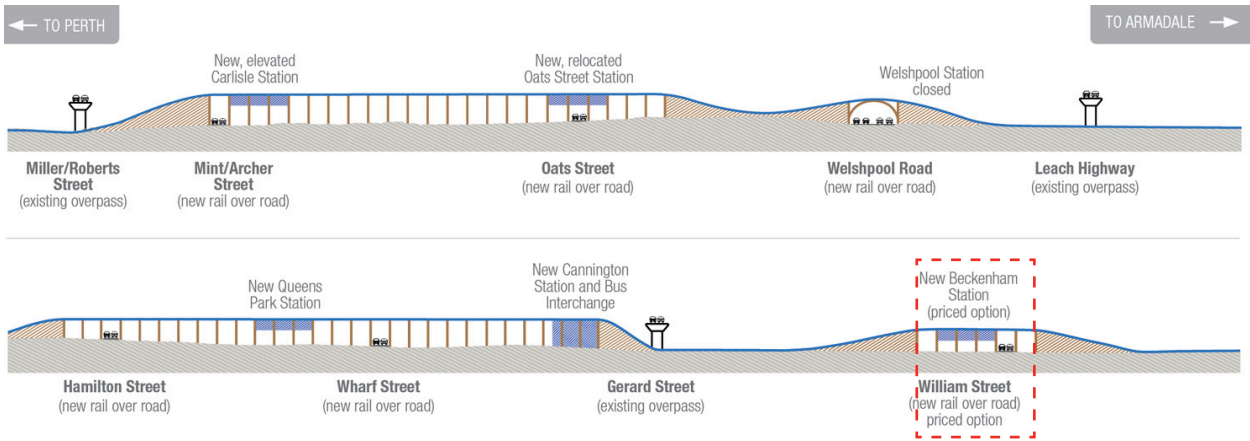 TO PERTH
TO ARMADALE
New, elevated
Carlisle Station
New, relocated
Oats Street Station
Welshpool Station
closed
Miller/Roberts
Street
(existing overpass)
Mint/Archer
Street
(new rail over road)
Oats Street
(new rail over road)
Welshpool Road
(new rail over road)
Leach Highway
(existing overpass)
New Queens
Park Station
New Cannington
Station and Bus
Interchange
New Beckenham
Station
(priced option)
Hamilton Street
(new rail over road)
Wharf Street
(new rail over road)
Gerard Street
(existing overpass)
William Street
(new rail over road)
priced option